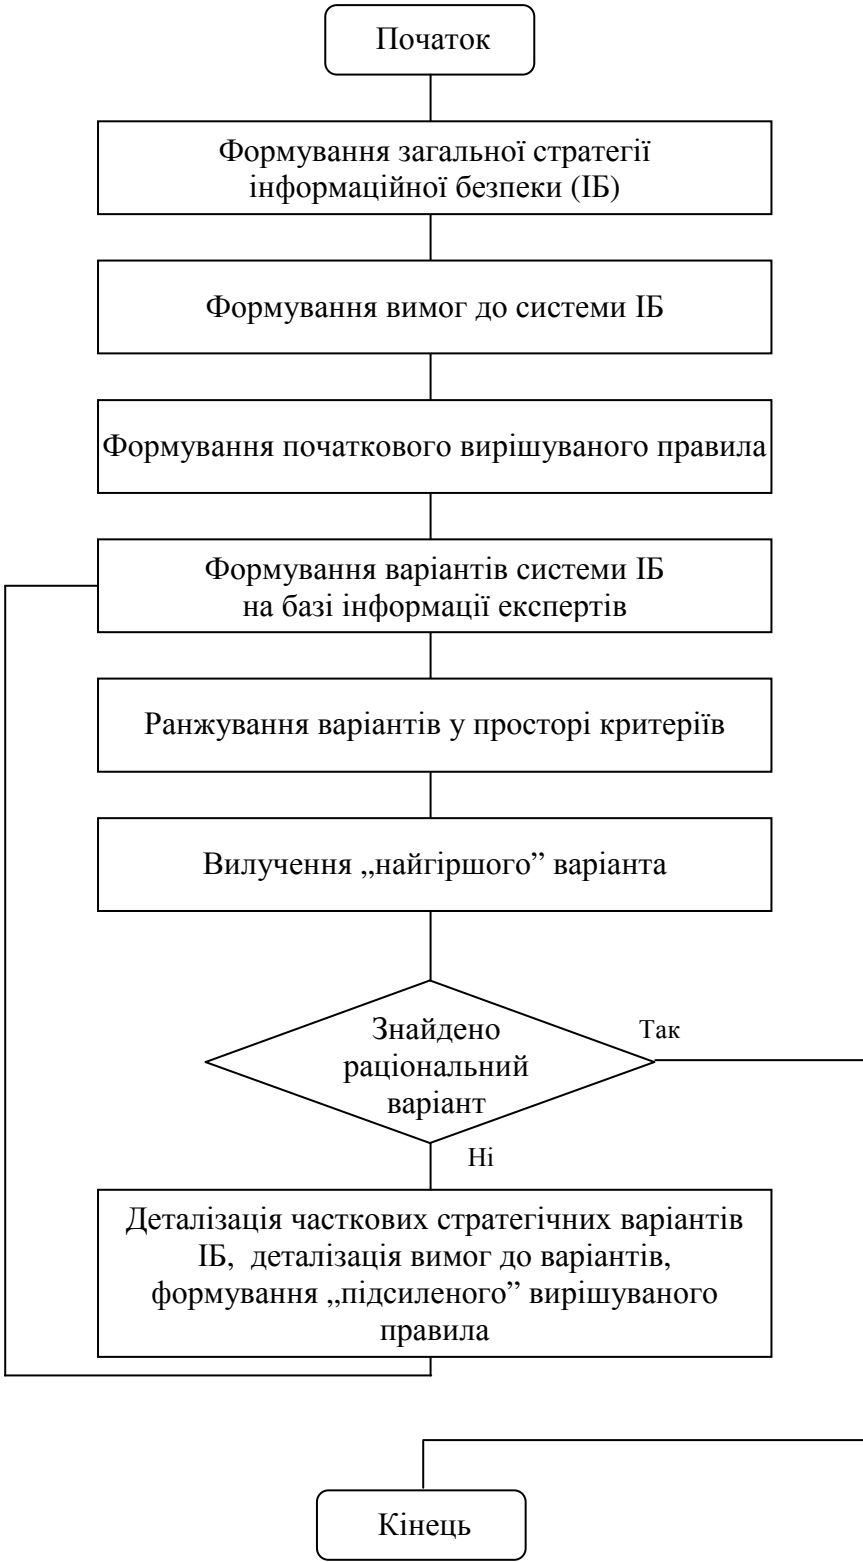 Початок
Формування загальної стратегії
інформаційної безпеки (ІБ)
Формування вимог до системи ІБ
Формування початкового вирішуваного правила
Формування варіантів системи ІБ
на базі інформації експертів
Ранжування варіантів у просторі критеріїв
Вилучення „найгіршого” варіанта
Знайдено
раціональний
варіант
Так
Ні
Деталізація часткових стратегічних варіантів
ІБ, деталізація вимог до варіантів,
формування „підсиленого” вирішуваного
правила
Кінець